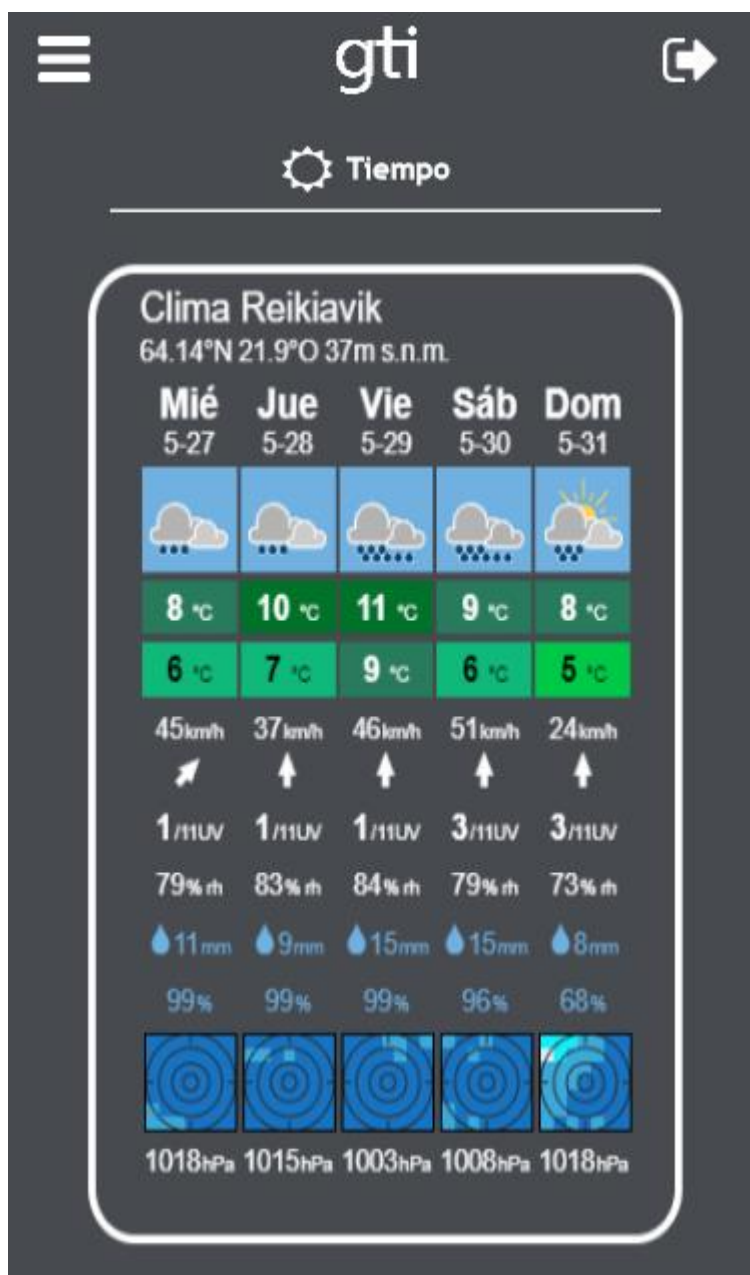 gti
Tiempo
Clima Reikiavik
64.14°N 21.9°O 37m s.n.m.
Mié Jue Vie Sáb Dom
5-27 5-28 5-29 5-30 5-31
8 °C 10 °C 11 °C 9 °C 8 °C
6 °C 7 °C 9 °C 6 °C 5 °C
45km/h 37km/h 46km/h 51km/h 24km/h
1/11UV 1/11UV 1/11UV 3/11UV 3/11UV
79% rh 83% rh 84% rh 79% rh 73% rh
11mm 9mm 15mm 15mm 8mm
99% 99% 99% 96% 68%
1018hPa 1015hPa 1003hPa 1008hPa 1018hPa